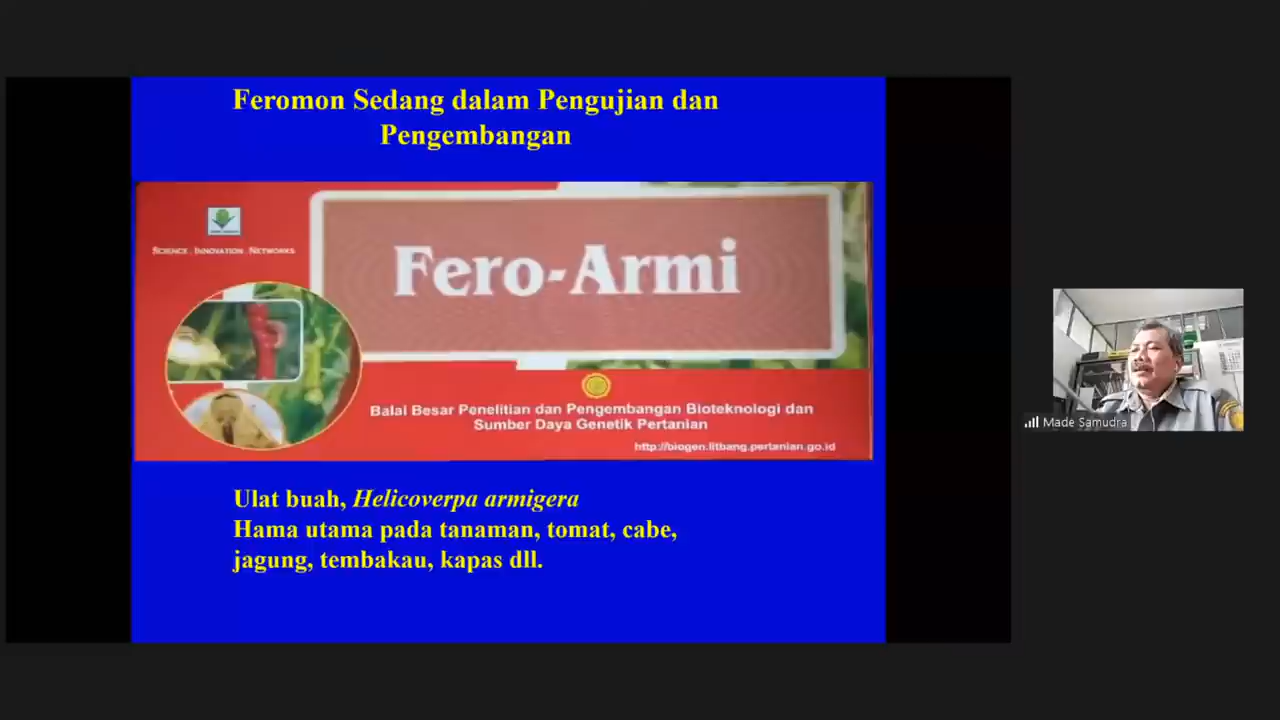 Feromon Sedang dalam Pengujian dan
Pengembangan
SCIENCE . INNOVATION . NETWORKS
Fero-Armi
Balai Besar Penelitian dan Pengembangan Bioteknologi dan
Sumber Daya Genetik Pertanian
http://biogen.litbang.pertanian.go.id
Ulat buah, Helicoverpa armigera
Hama utama pada tanaman, tomat, cabe,
jagung, tembakau, kapas dll.
Made Samudra